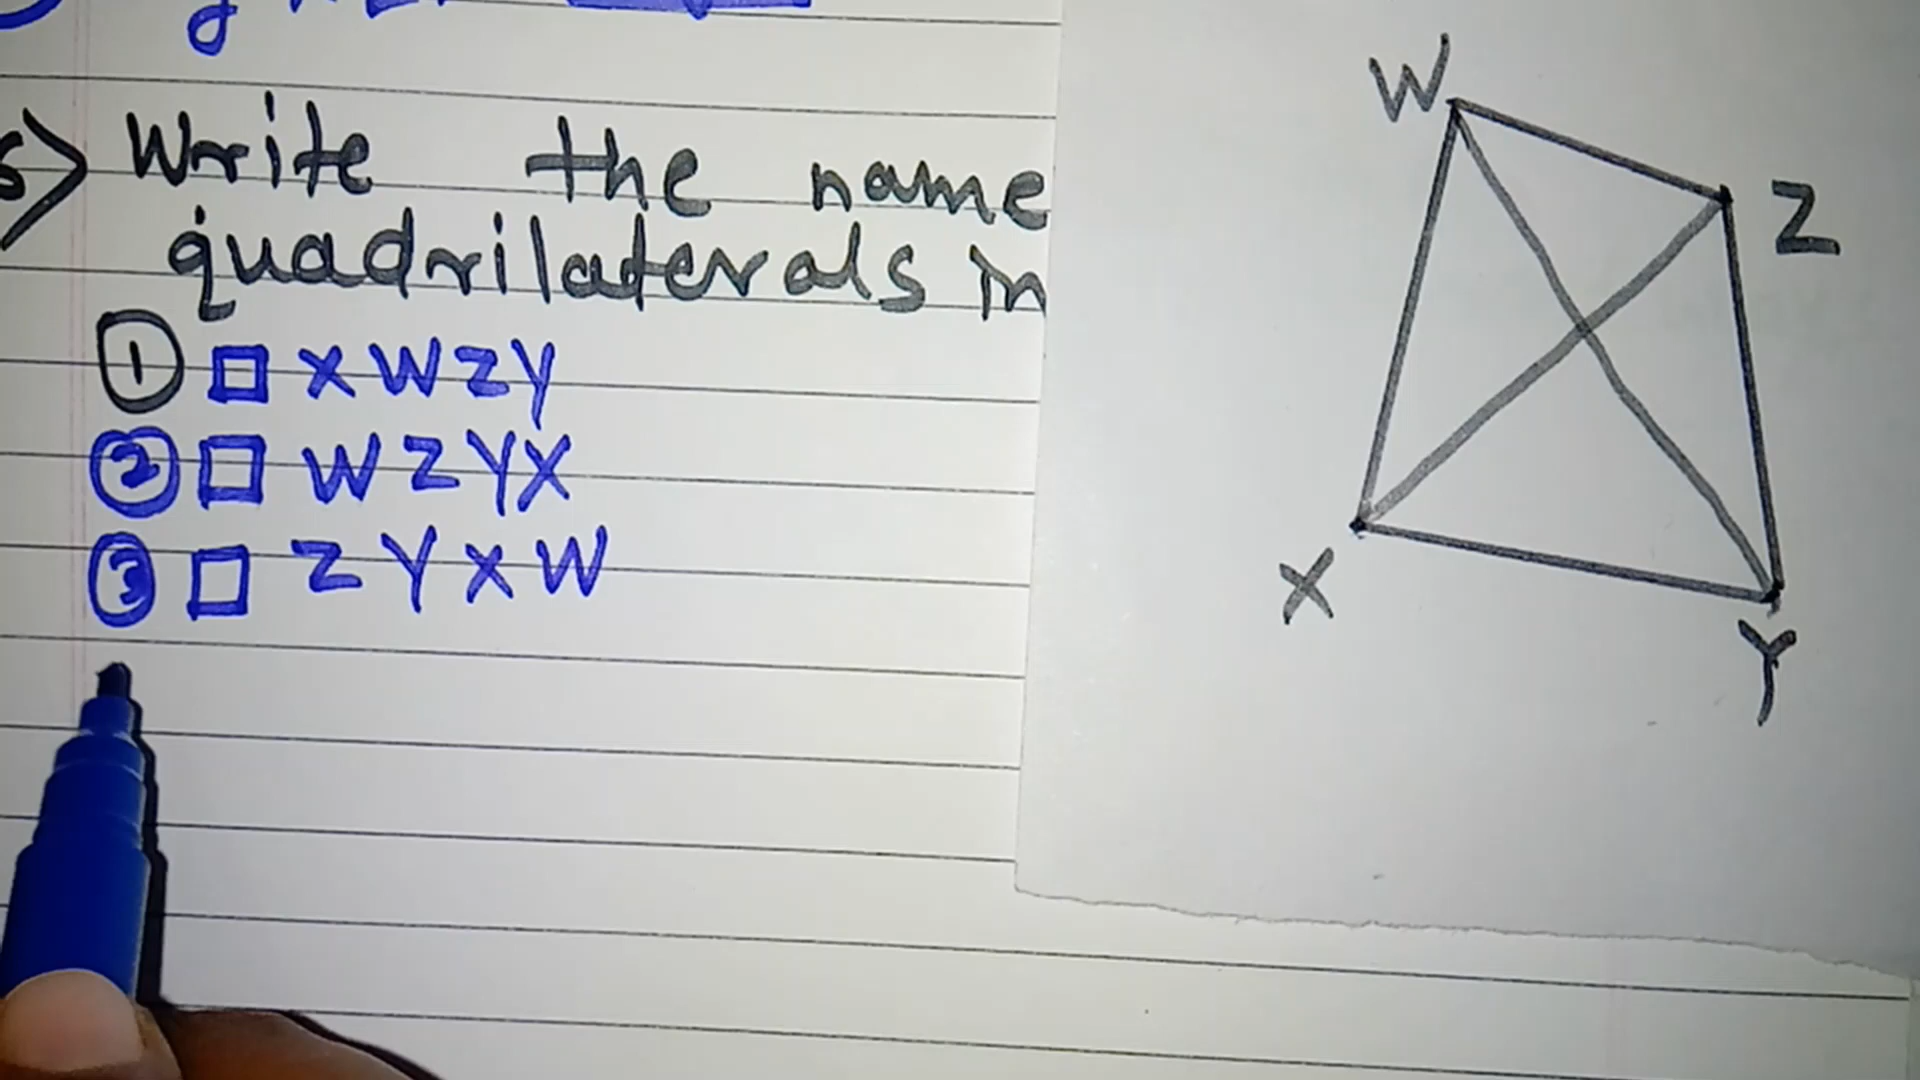 Write the name
quadrilaterals in
① □ XWZY
② □ WZYX
③ □ ZYXW
W
Z
X
Y